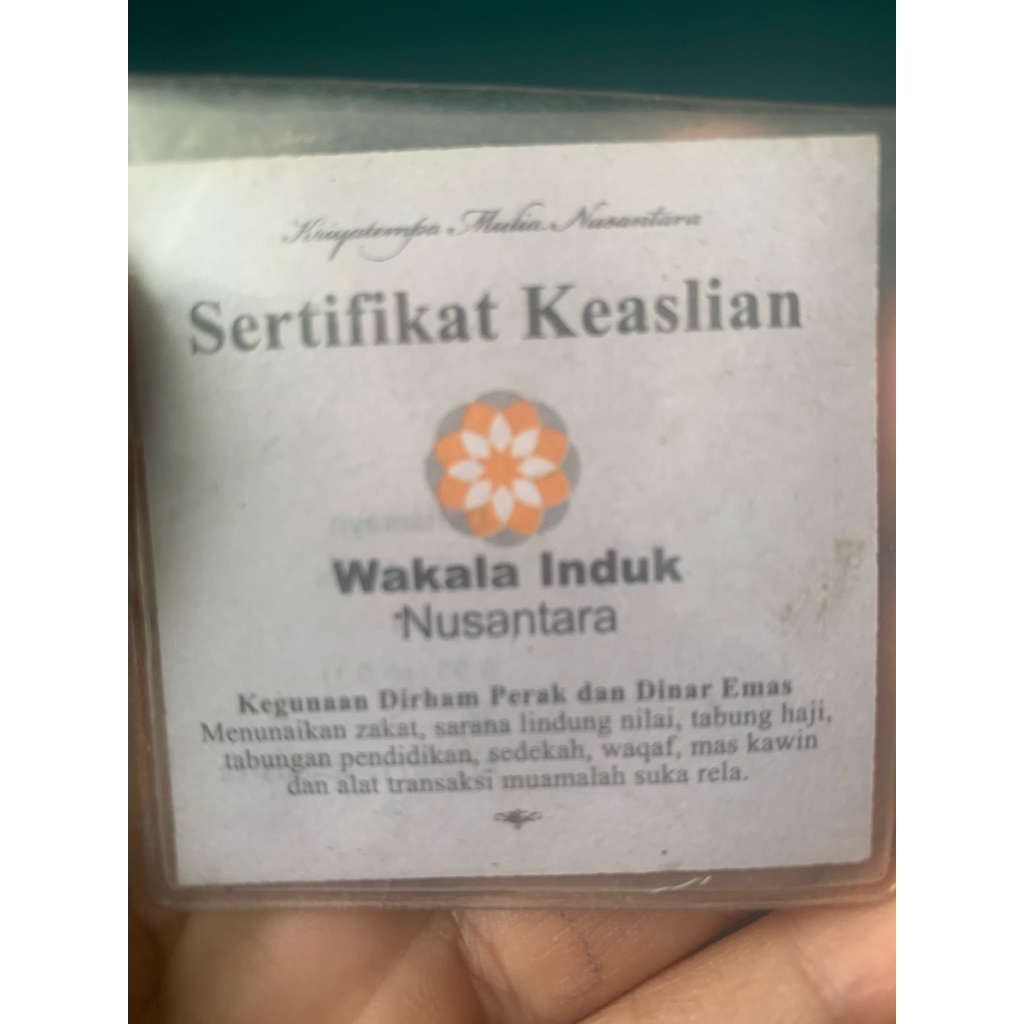 Kriyatempa Mulia Nusantara
Sertifikat Keaslian
Wakala Induk
Nusantara
Kegunaan Dirham Perak dan Dinar Emas
Menunaikan zakat, sarana lindung nilai, tabung haji,
tabungan pendidikan, sedekah, waqaf, mas kawin
dan alat transaksi muamalah suka rela.